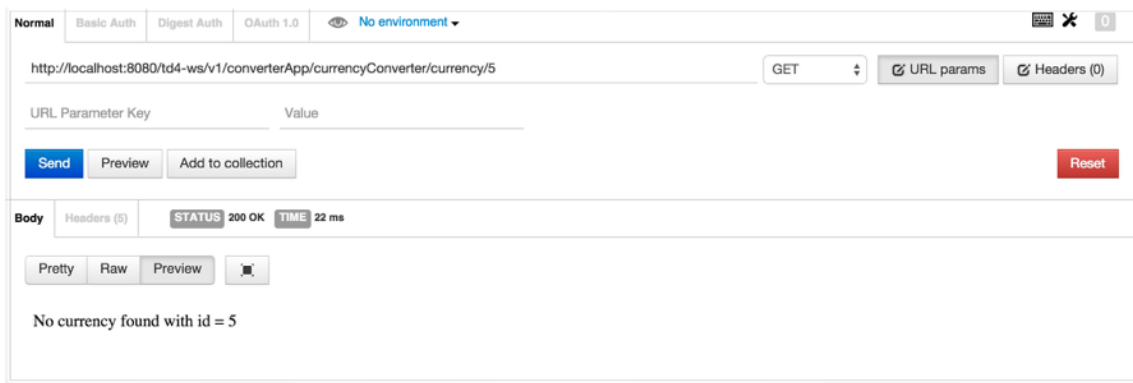 Normal Basic Auth Digest Auth OAuth 1.0 No environment 0
http://localhost:8080/td4-ws/v1/converterApp/currencyConverter/currency/5 GET URL params Headers (0)
URL Parameter Key Value
Send Preview Add to collection Reset
Body Headers (5) STATUS 200 OK TIME 22 ms
Pretty Raw Preview
No currency found with id = 5